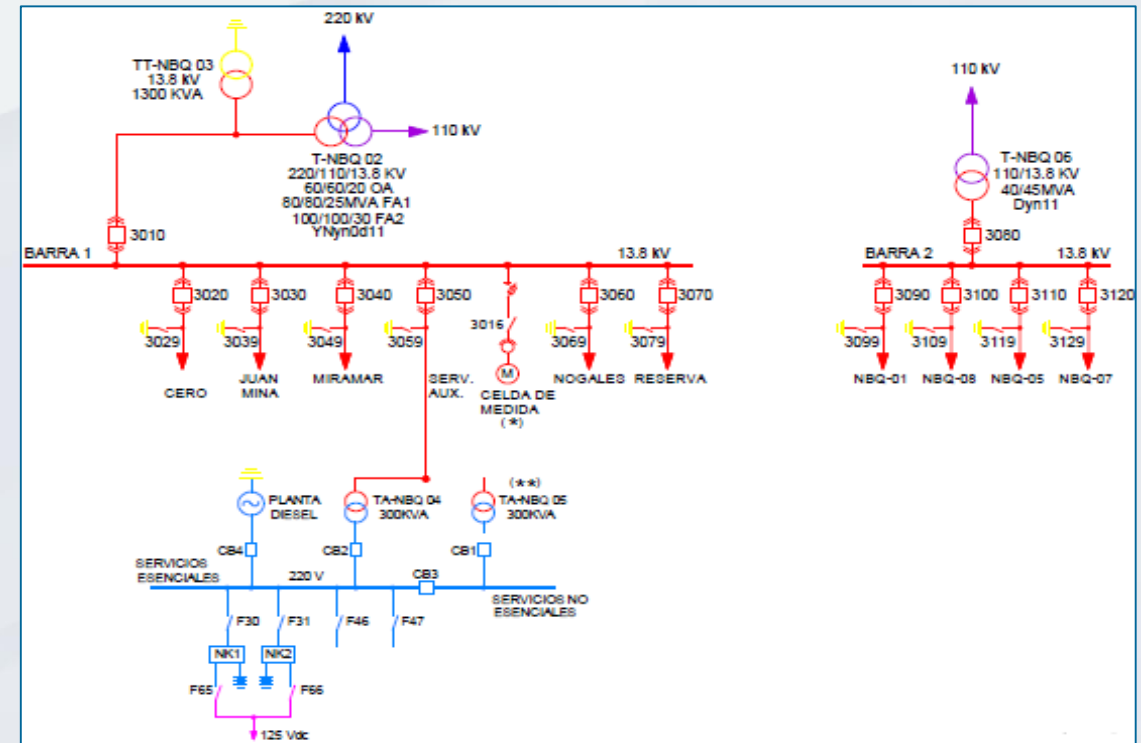 220 kV
TT-NBQ 03
13.8 kV
1300 KVA
110 kV
110 kV
T-NBQ 02
220/110/13.8 KV
60/60/20 OA
80/80/25MVA FA1
100/100/30 FA2
YNyn0d11
T-NBQ 06
110/13.8 KV
40/45MVA
Dyn11
3010
3080
BARRA 1
13.8 kV
BARRA 2
13.8 kV
3020
3030
3040
3050
3060
3070
3090
3100
3110
3120
3016
3029
3039
3049
3059
3069
3079
3099
3109
3119
3129
M
CERO
JUAN
MINA
MIRAMAR
SERV.
AUX.
CELDA DE
MEDIDA
(*)
NOGALES
RESERVA
NBQ-01
NBQ-08
NBQ-05
NBQ-07
PLANTA
DIESEL
TA-NBQ 04
300KVA
(**)
TA-NBQ 05
300KVA
CB4
CB2
CB1
SERVICIOS
ESENCIALES
220 V
CB3
SERVICIOS NO
ESENCIALES
F30
F31
F46
F47
NK1
NK2
F65
F66
125 Vdc